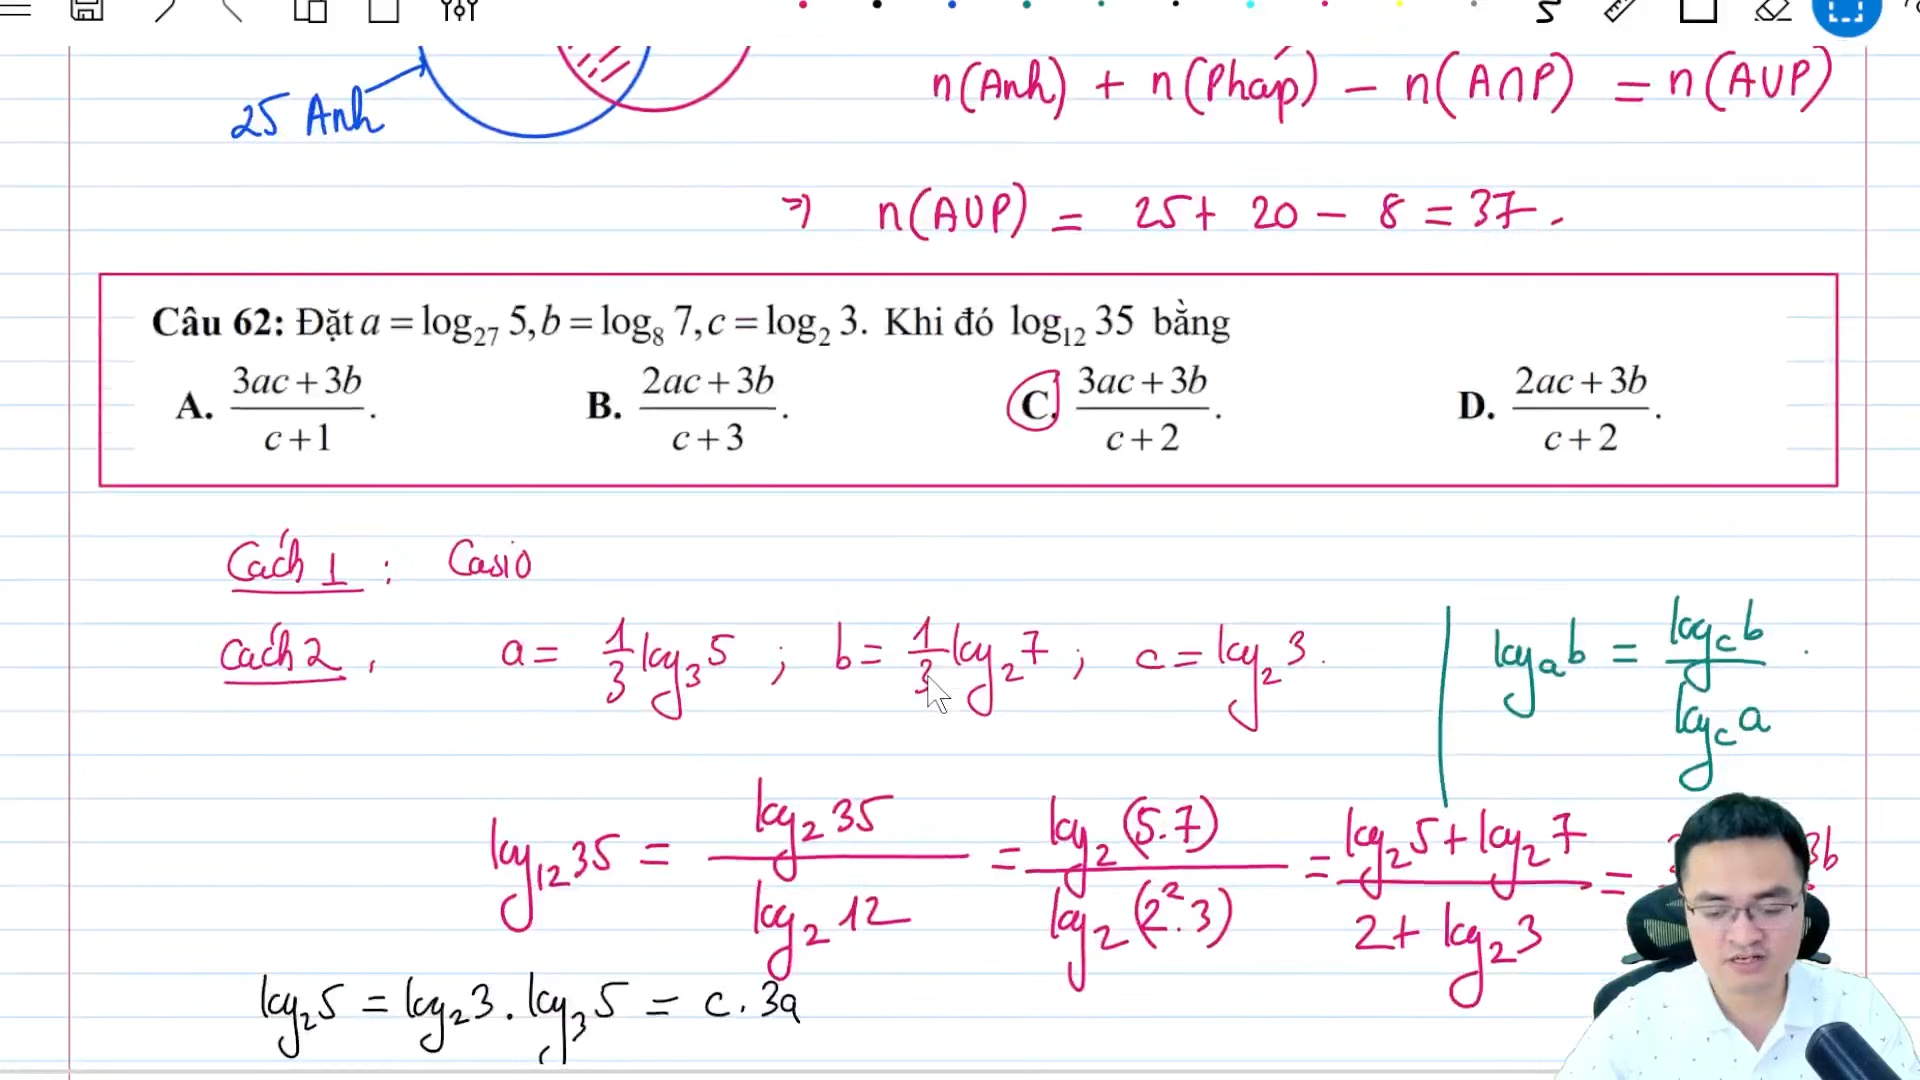 25 Anh
n(Anh) + n(Pháp) − n(A∩P) = n(A∪P)
⇒ n(A∪P) = 25 + 20 − 8 = 37.
Câu 62: Đặt a = log₂₇ 5, b = log₈ 7, c = log₂ 3. Khi đó log₁₂ 35 bằng
A. (3ac + 3b)/(c + 1). B. (2ac + 3b)/(c + 3). C. (3ac + 3b)/(c + 2). D. (2ac + 3b)/(c + 2).
Cách 1 : Casio
Cách 2, a = 1/3 log₃ 5 ; b = 1/3 log₂ 7 ; c = log₂ 3.
logₐ b = log_c b / log_c a .
log₁₂ 35 = log₂ 35 / log₂ 12 = log₂ (5.7) / log₂ (2².3) = (log₂ 5 + log₂ 7) / (2 + log₂ 3) = 3b
log₂ 5 = log₂ 3 . log₃ 5 = c . 3a